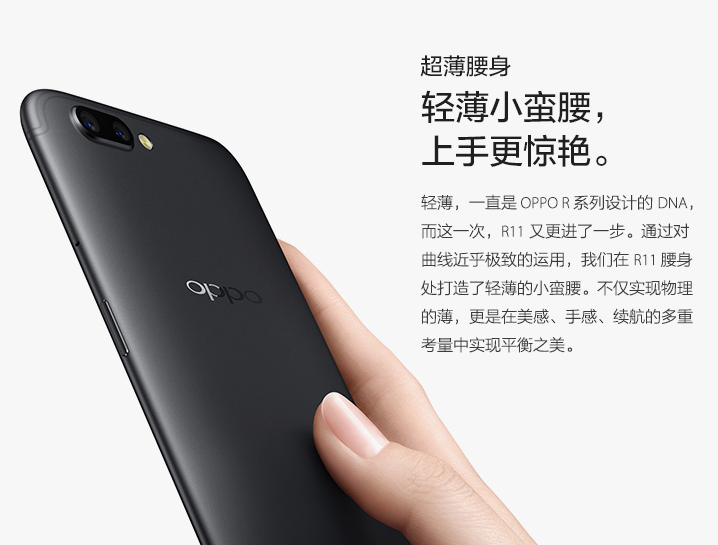 oppo
超薄腰身
轻薄小蛮腰，
上手更惊艳。
轻薄，一直是 OPPO R 系列设计的 DNA，
而这一次，R11 又更进了一步。通过对
曲线近乎极致的运用，我们在 R11 腰身
处打造了轻薄的小蛮腰。不仅实现物理
的薄，更是在美感、手感、续航的多重
考量中实现平衡之美。